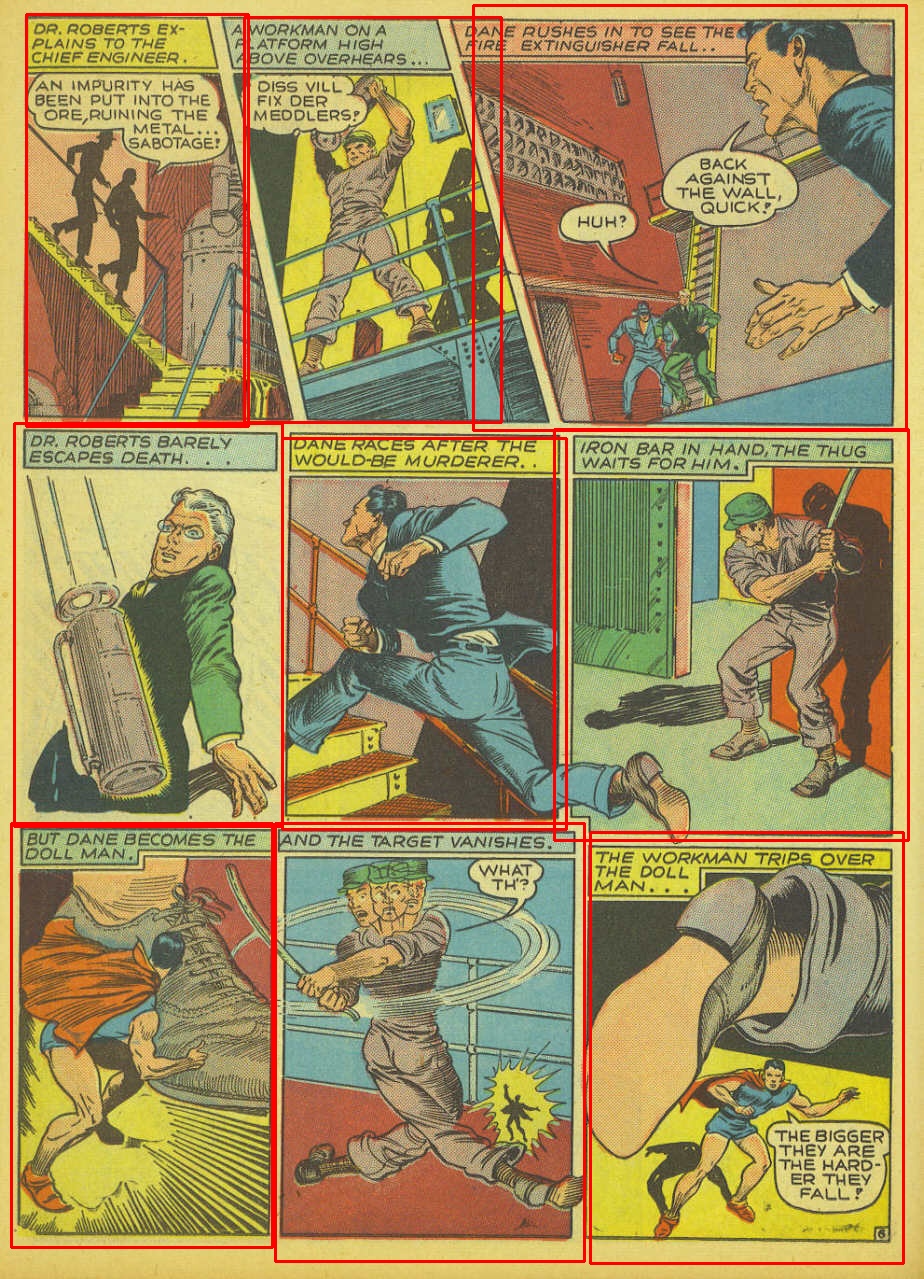 DR. ROBERTS EX-
PLAINS TO THE
CHIEF ENGINEER.
AN IMPURITY HAS
BEEN PUT INTO THE
ORE, RUINING THE
METAL...
SABOTAGE!
A WORKMAN ON A
PLATFORM HIGH
ABOVE OVERHEARS...
DISS VILL
FIX DER
MEDDLERS!
DANE RUSHES IN TO SEE THE
FIRE EXTINGUISHER FALL..
BACK
AGAINST
THE WALL,
QUICK!
HUH?
DR. ROBERTS BARELY
ESCAPES DEATH. . . .
DANE RACES AFTER THE
WOULD-BE MURDERER. .
IRON BAR IN HAND, THE THUG
WAITS FOR HIM.
BUT DANE BECOMES THE
DOLL MAN.
AND THE TARGET VANISHES.
WHAT
TH'?
THE WORKMAN TRIPS OVER
THE DOLL
MAN. . . .
THE BIGGER
THEY ARE
THE HARD-
ER THEY
FALL!
6